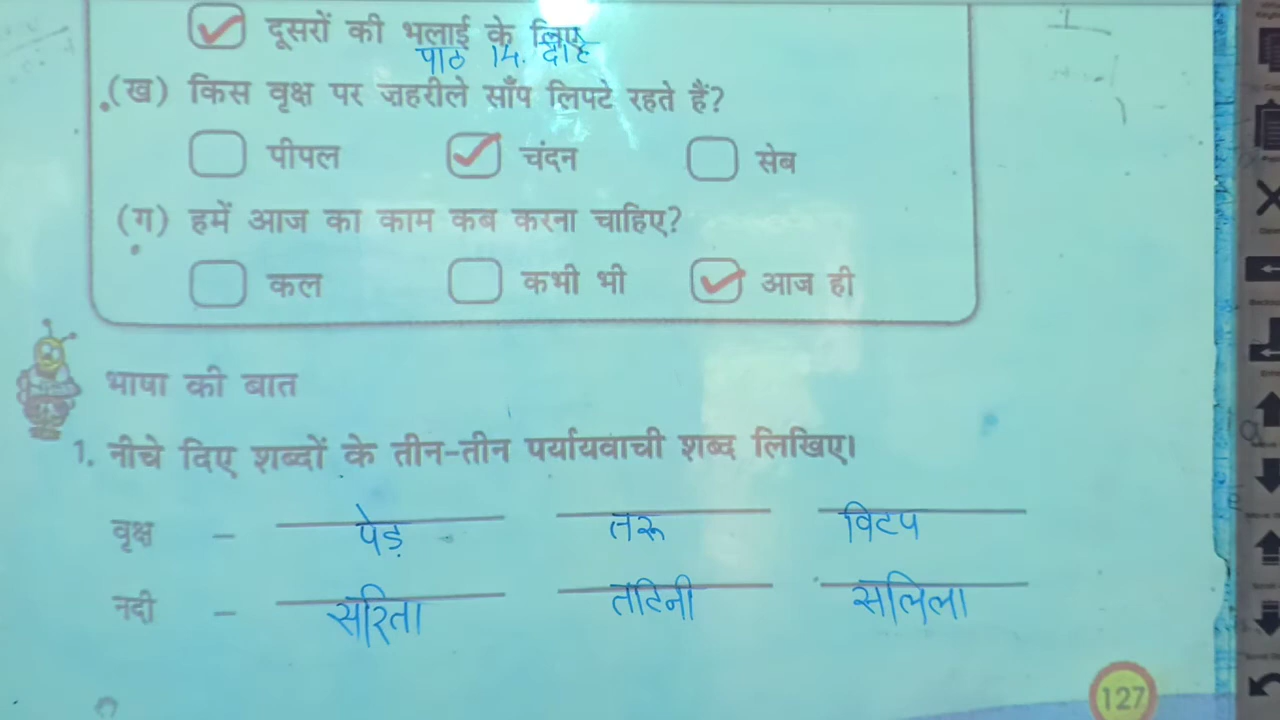 दूसरों की भलाई के लिए
पाठ 14. दोहे
(ख) किस वृक्ष पर ज़हरीले साँप लिपटे रहते हैं?
पीपल चंदन सेब
(ग) हमें आज का काम कब करना चाहिए?
कल कभी भी आज ही
भाषा की बात
1. नीचे दिए शब्दों के तीन-तीन पर्यायवाची शब्द लिखिए।
वृक्ष – पेड़ तरू विटप
नदी – सरिता तटिनी सलिला
127